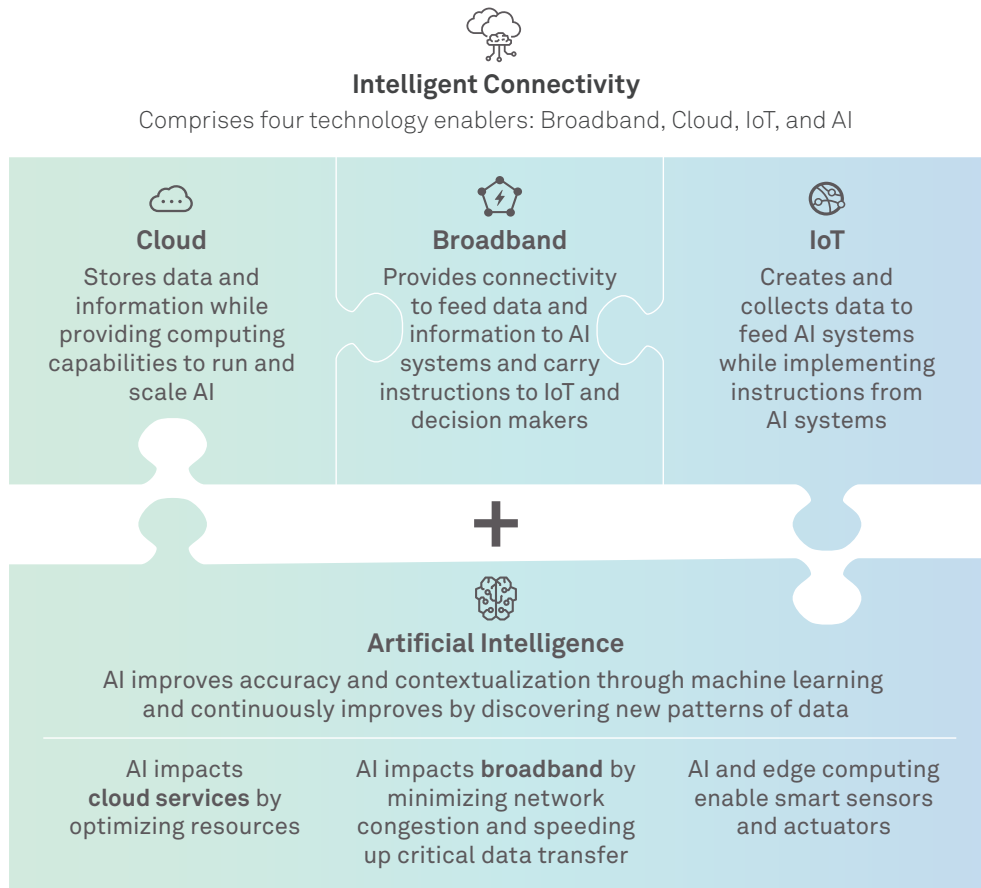 Intelligent Connectivity
Comprises four technology enablers: Broadband, Cloud, IoT, and AI
Cloud
Stores data and
information while
providing computing
capabilities to run and
scale AI
Broadband
Provides connectivity
to feed data and
information to AI
systems and carry
instructions to IoT and
decision makers
IoT
Creates and
collects data to
feed AI systems
while implementing
instructions from
AI systems
+
Artificial Intelligence
AI improves accuracy and contextualization through machine learning
and continuously improves by discovering new patterns of data
AI impacts
cloud services by
optimizing resources
AI impacts broadband by
minimizing network
congestion and speeding
up critical data transfer
AI and edge computing
enable smart sensors
and actuators